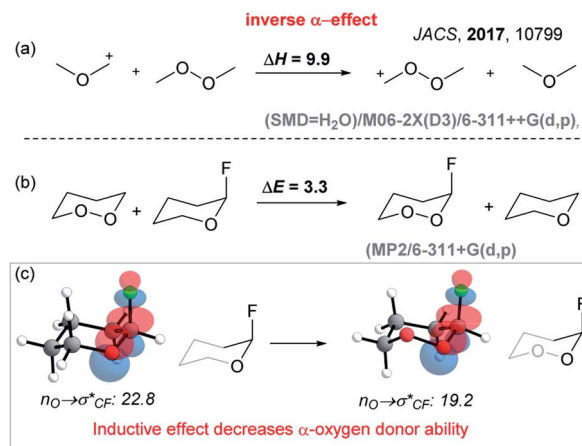 inverse α–effect
JACS, 2017, 10799
(a)
+
O
+
O
O
ΔH = 9.9
+
O
O
+
O
(SMD=H₂O)/M06-2X(D3)/6-311++G(d,p),
(b)
O
O
+
F
O
ΔE = 3.3
F
O
O
+
O
(MP2/6-311+G(d,p)
(c)
F
O
F
O
O
nO→σ*CF: 22.8
nO→σ*CF: 19.2
Inductive effect decreases α-oxygen donor ability